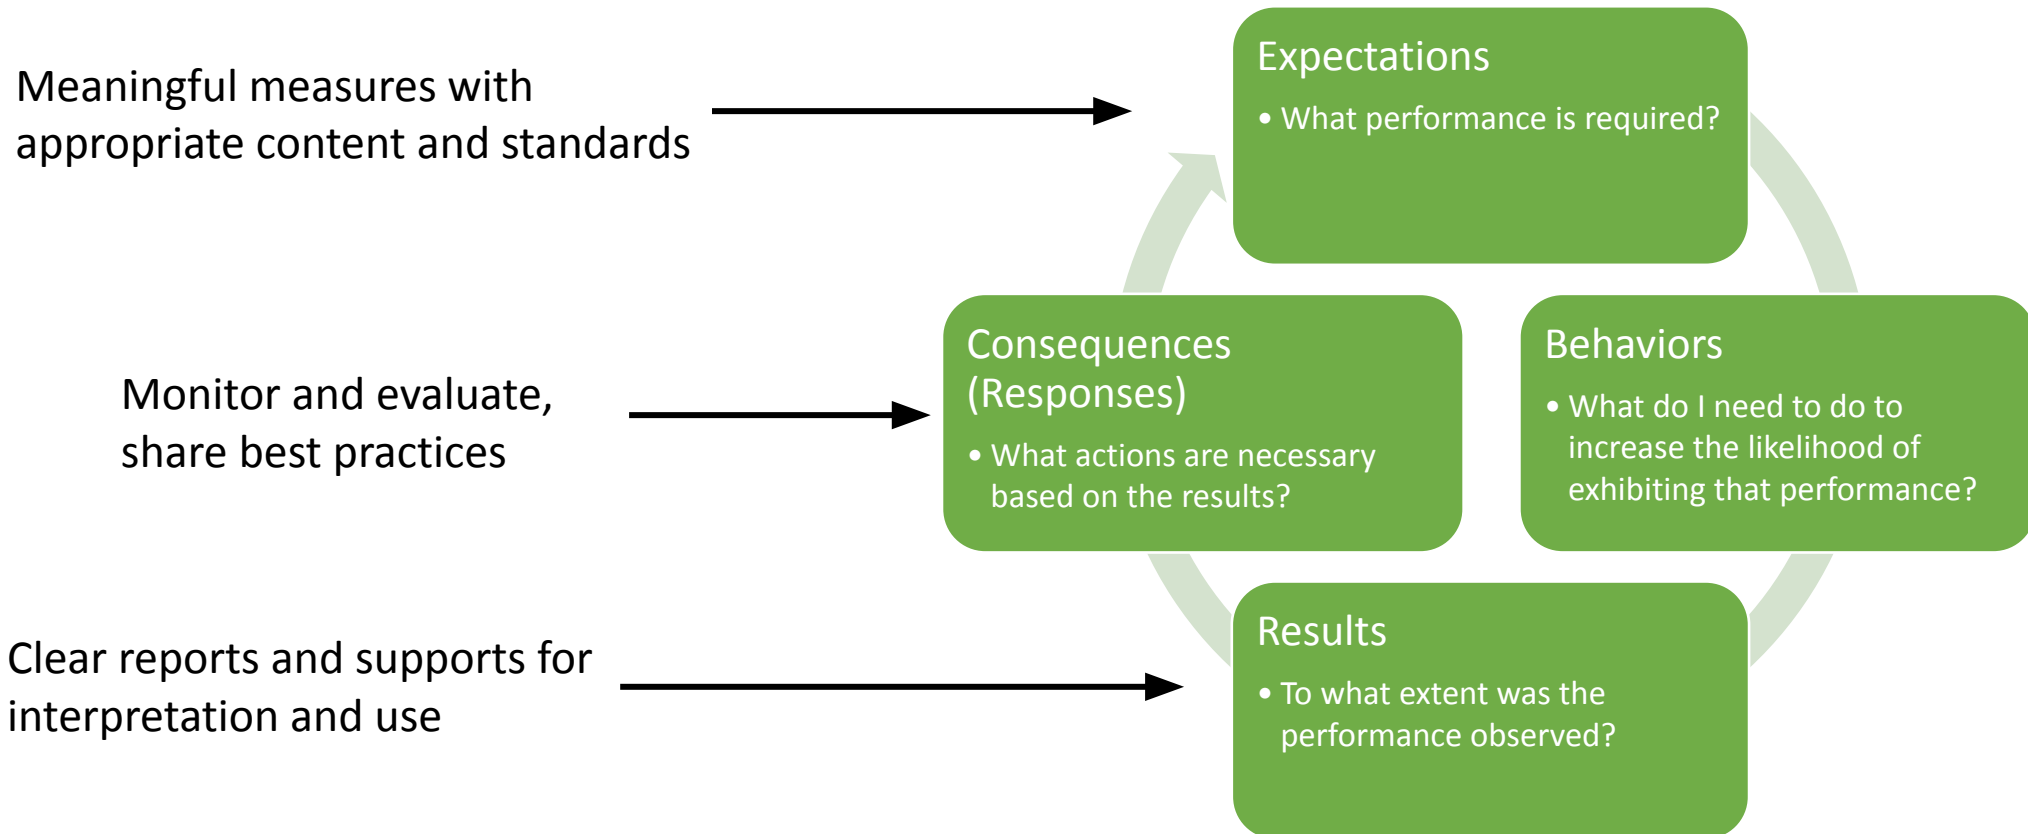 Meaningful measures with
appropriate content and standards
Expectations
• What performance is required?
Monitor and evaluate,
share best practices
Consequences
(Responses)
• What actions are necessary
based on the results?
Behaviors
• What do I need to do to
increase the likelihood of
exhibiting that performance?
Clear reports and supports for
interpretation and use
Results
• To what extent was the
performance observed?